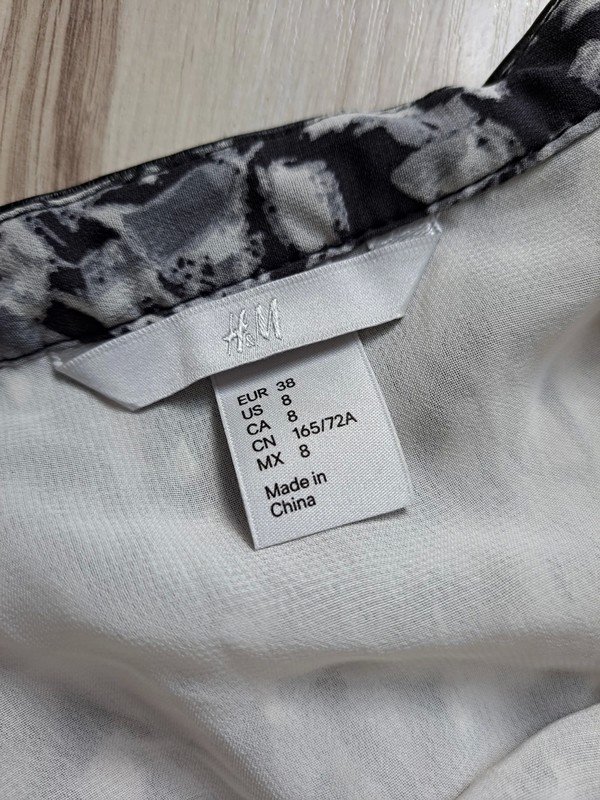 H&M
EUR 38
US 8
CA 8
CN 165/72A
MX 8
Made in
China